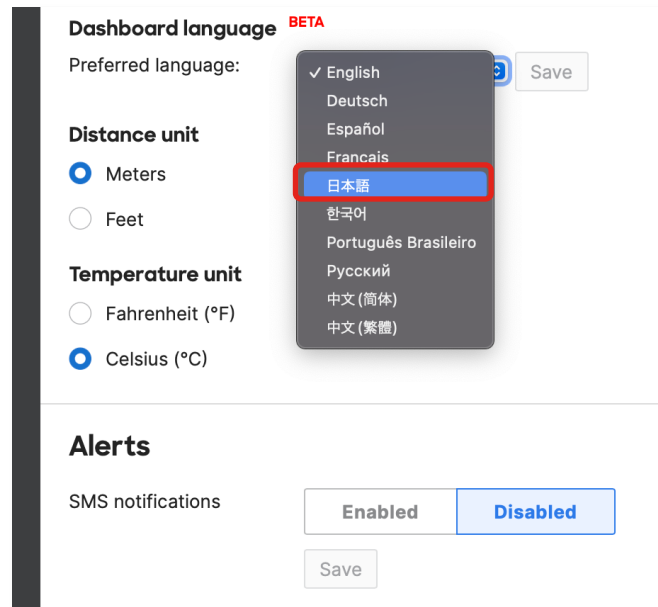 Dashboard language BETA
Preferred language:
✓ English
Save
Deutsch
Español
Français
日本語
한국어
Português Brasileiro
Русский
中文 (简体)
中文 (繁體)
Distance unit
Meters
Feet
Temperature unit
Fahrenheit (°F)
Celsius (°C)
Alerts
SMS notifications
Enabled
Disabled
Save